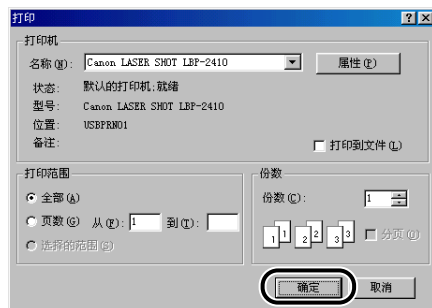 打印
打印机
名称(N): Canon LASER SHOT LBP-2410 属性(P)
状态: 默认的打印机;就绪
型号: Canon LASER SHOT LBP-2410
位置: USBPRN01
备注: 打印到文件(L)
打印范围
全部(A)
页数(G) 从(F): 1 到(T):
选择的范围(S)
份数
份数(C): 1
1 1 2 2 3 3 分页(O)
确定 取消